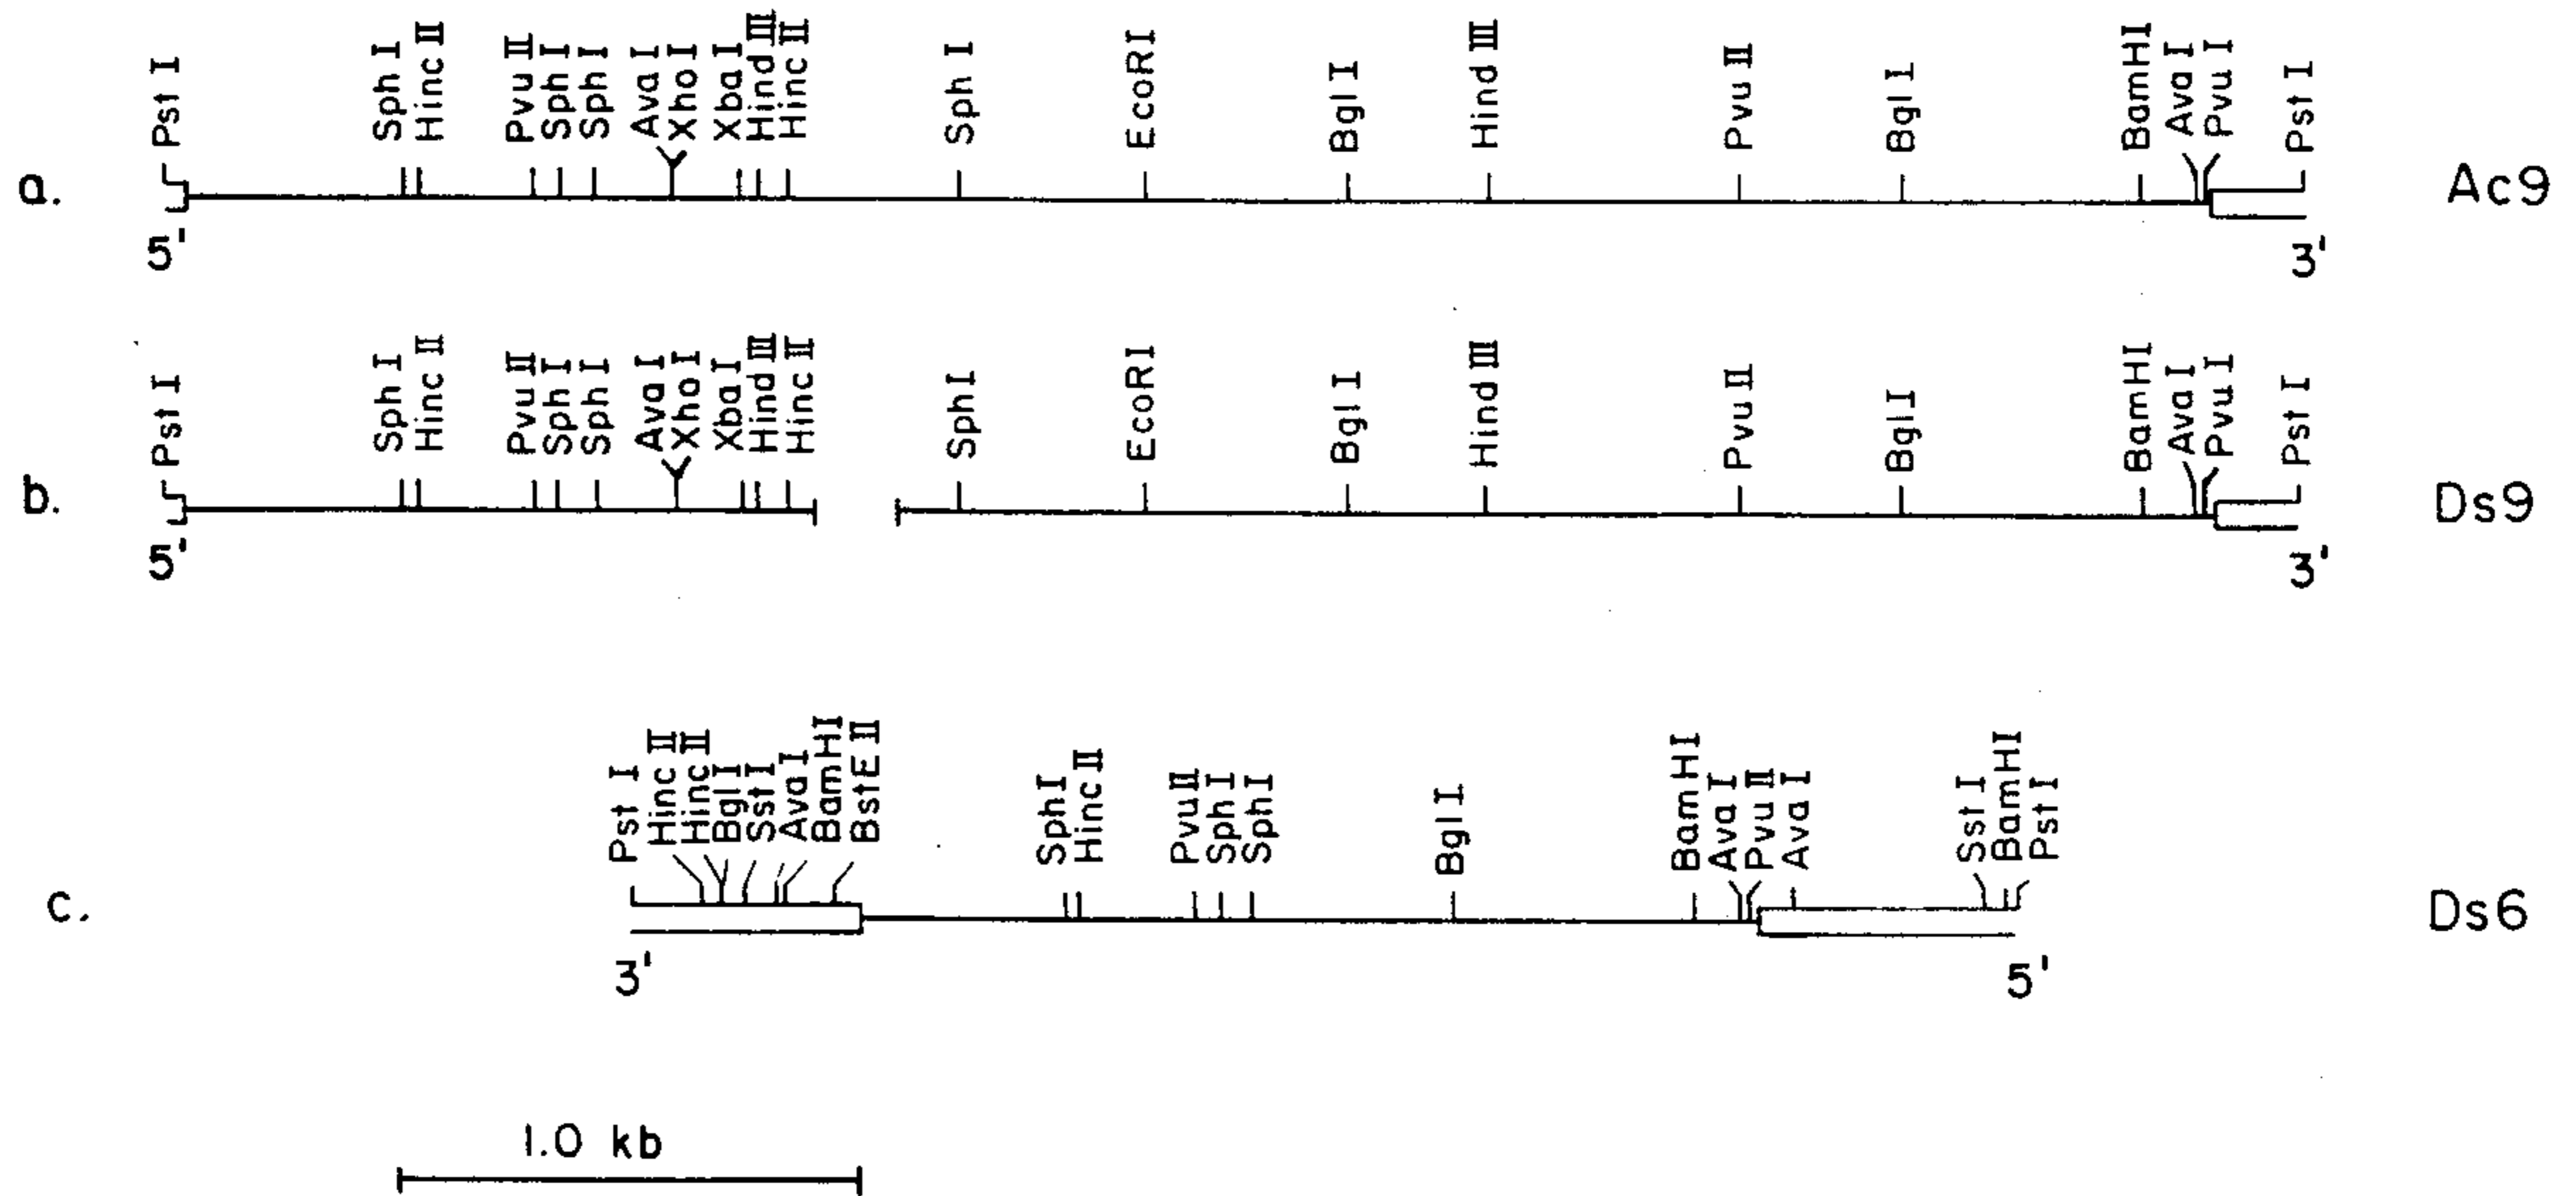 a.
Pst I
Sph I
Hinc II
Pvu II
Sph I
Sph I
Ava I
Xho I
Xba I
Hind III
Hinc II
Sph I
EcoRI
Bgl I
Hind III
Pvu II
Bgl I
BamHI
Ava I
Pvu I
Pst I
Ac9
5'
3'
b.
Pst I
Sph I
Hinc II
Pvu II
Sph I
Sph I
Ava I
Xho I
Xba I
Hind III
Hinc II
Sph I
EcoRI
Bgl I
Hind III
Pvu II
Bgl I
BamHI
Ava I
Pvu I
Pst I
Ds9
5'
3'
c.
Pst I
Hinc II
Hinc II
Bgl I
Sst I
Ava I
BamHI
BstE II
Sph I
Hinc II
Pvu II
Sph I
Sph I
Bgl I
BamHI
Ava I
Pvu II
Ava I
Sst I
BamHI
Pst I
Ds6
3'
5'
1.0 kb